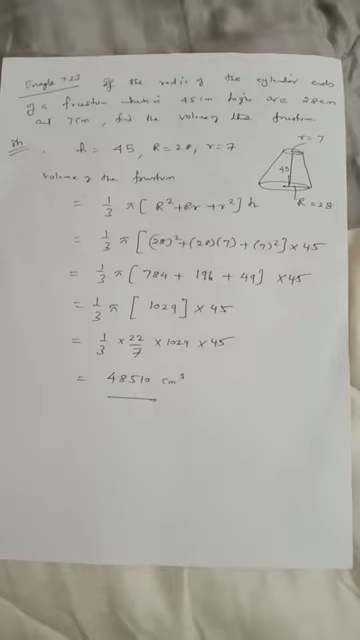 Example 7.23 If the radii of the cylinder ends
of a frustum which is 45 cm high are 28 cm
and 7 cm, find the volume of the frustum
Sln. h = 45, R = 28, r = 7
r = 7
45
R = 28
Volume of the frustum
= 1/3 π [R² + Rr + r²] h
= 1/3 π [(28)² + (28)(7) + (7)²] × 45
= 1/3 π [784 + 196 + 49] × 45
= 1/3 π [1029] × 45
= 1/3 × 22/7 × 1029 × 45
= 48510 cm³